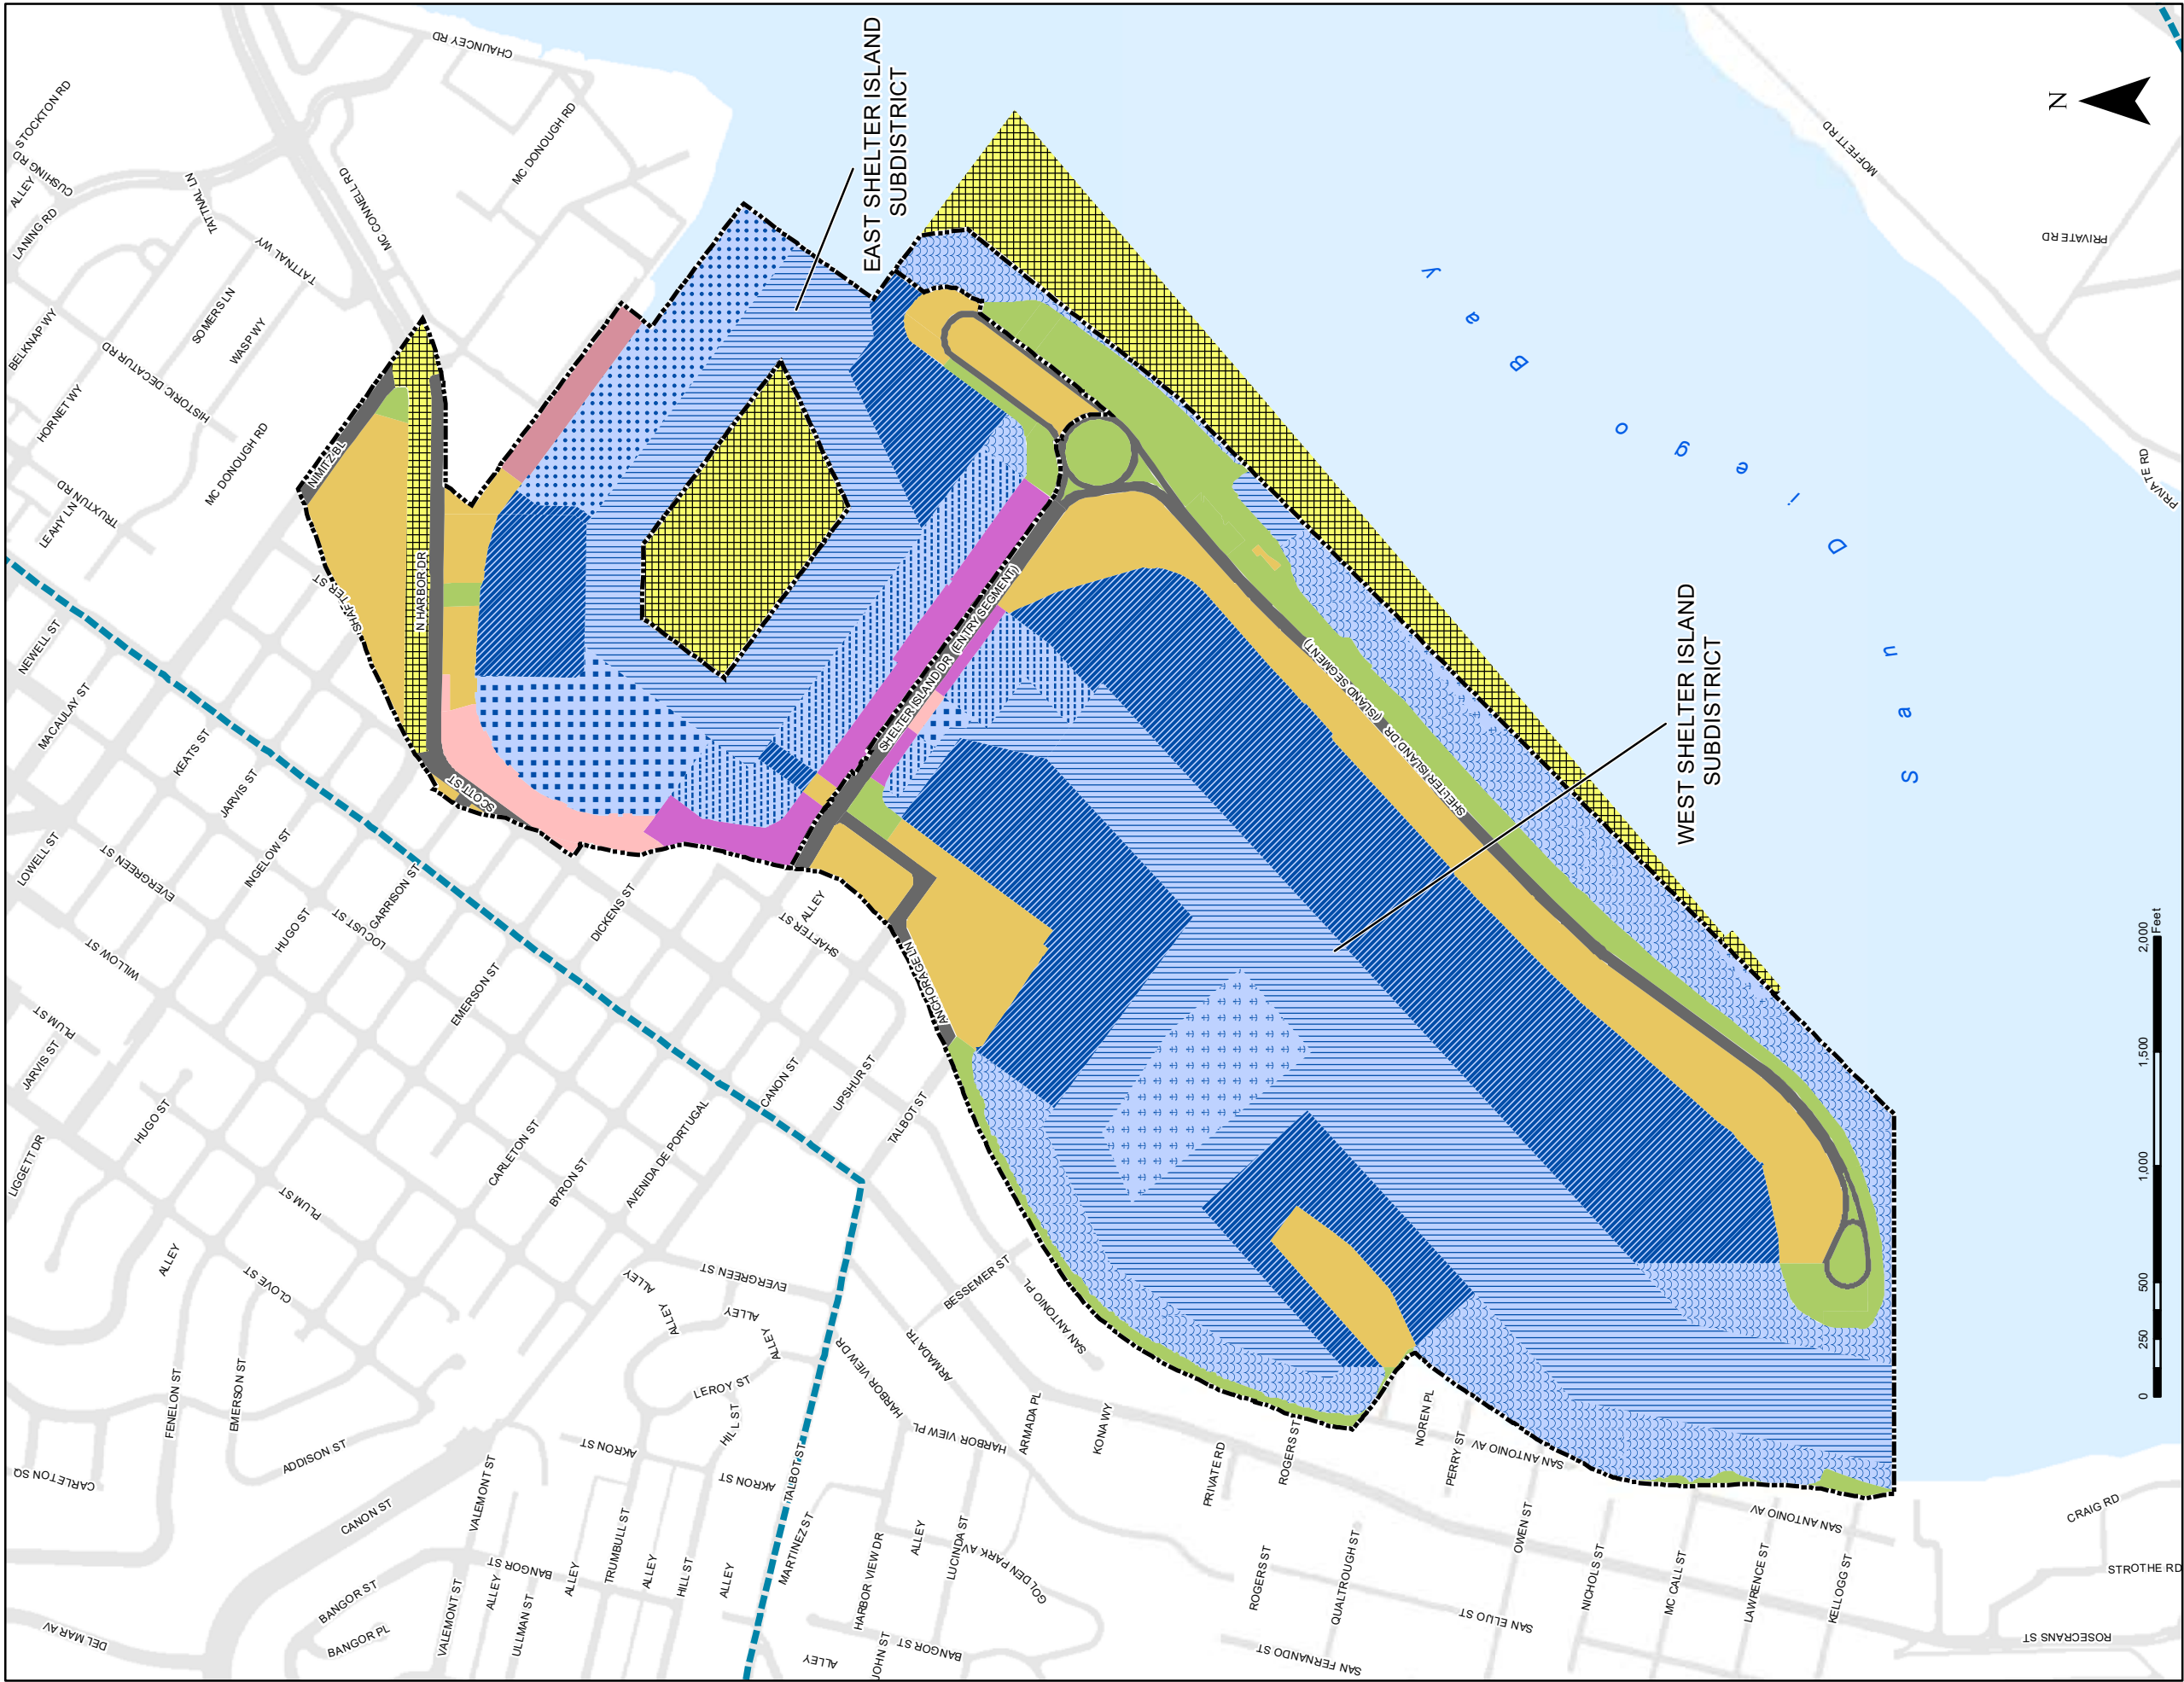 CHAUNCEY RD
STOCKTON RD
CUSHING RD
ALLEY
LANING RD
TATTNAL LN
MC CONNELL RD
MC DONOUGH RD
TATTNAL WY
BELKNAP WY
SOMERS LN
WASP WY
HISTORIC DECATUR RD
HORNET WY
MC DONOUGH RD
TRUXTUN RD
LEAHY LN
NIMITZ BL
N HARBOR DR
SHAFTER ST
NEWELL ST
MACAULAY ST
KEATS ST
JARVIS ST
SCOTT ST
LOWELL ST
EVERGREEN ST
INGELOW ST
GARRISON ST
HUGO ST
LOCUST ST
WILLOW ST
DICKENS ST
EMERSON ST
SHAFTER ST
ALLEY
PLUM ST
JARVIS ST
ANCHORAGE LN
CANON ST
UPSHUR ST
TALBOT ST
HUGO ST
LIGGETT DR
CARLETON ST
BYRON ST
AVENIDA DE PORTUGAL
PLUM ST
ALLEY
CLOVE ST
EVERGREEN ST
ALLEY
ALLEY
ALLEY
ALLEY
BESSEMER ST
SAN ANTONIO PL
ARMADA TR
HARBOR VIEW DR
FENELON ST
EMERSON ST
LEROY ST
HILL ST
HARBOR VIEW PL
ARMADA PL
KONA WY
ADDISON ST
AKRON ST
AKRON ST
TALBOT ST
CARLETON SQ
CANON ST
VALEMONT ST
MARTINEZ ST
PRIVATE RD
ROGERS ST
NOREN PL
PERRY ST
SAN ANTONIO AV
TRUMBULL ST
HARBOR VIEW DR
ALLEY
LUCINDA ST
GOLDEN PARK AV
BANGOR ST
ALLEY
ALLEY
HILL ST
ALLEY
ROGERS ST
QUALTROUGH ST
OWEN ST
NICHOLS ST
MC CALL ST
LAWRENCE ST
KELLOGG ST
SAN ANTONIO AV
CRAIG RD
STROTHE RD
BANGOR ST
VALEMONT ST
ALLEY
ULLMAN ST
BANGOR PL
DEL MAR AV
ALLEY
JOHN ST
BANGOR ST
SAN FERNANDO ST
SAN ELIJO ST
ROSECRANS ST
EAST SHELTER ISLAND
SUBDISTRICT
WEST SHELTER ISLAND
SUBDISTRICT
SHELTER ISLAND DR (ENTRY SEGMENT)
SHELTER ISLAND DR (ISLAND SEGMENT)
San Diego Bay
MOFFETT RD
PRIVATE RD
PRIVATE RD
PRIVATE RD
N
0 250 500 1,000 1,500 2,000
Feet